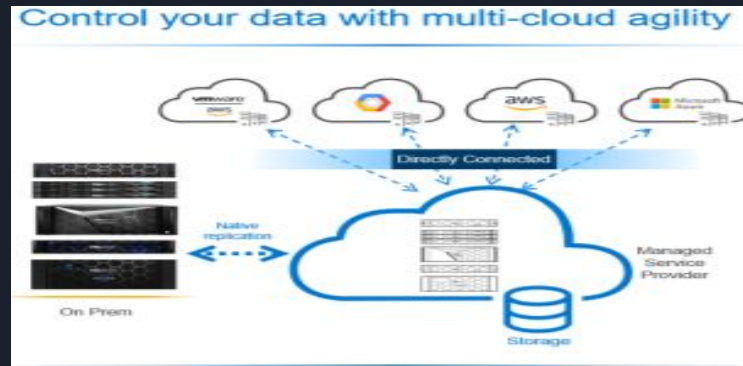 Control your data with multi-cloud agility
vmware
aws
aws
Microsoft
Azure
Directly Connected
Native
replication
Managed
Service
Provider
On Prem
Storage